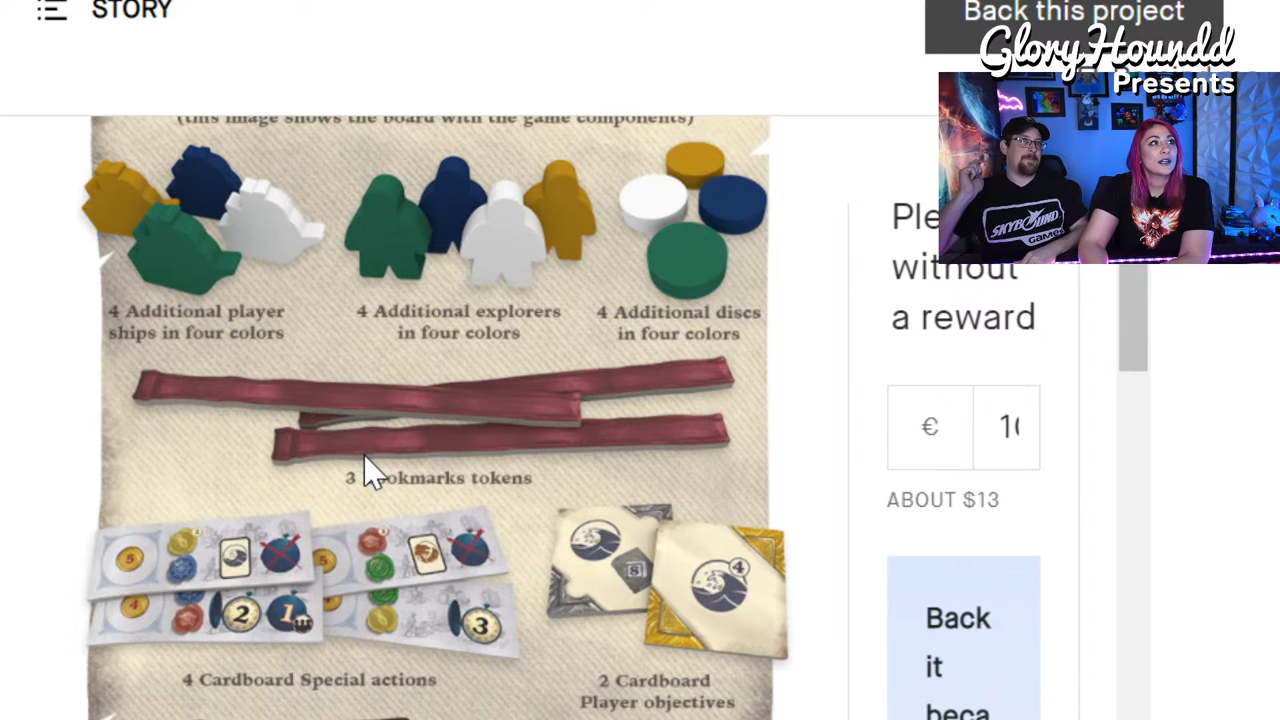 STORY
Back this project
GloryHoundd
Presents
(this image shows the board with the game components)
SKYBOUND
GAMES
4 Additional player
ships in four colors
4 Additional explorers
in four colors
4 Additional discs
in four colors
without
a reward
€
ABOUT $13
3
tokens
5
8
4
4
2
1
3
4 Cardboard Special actions
2 Cardboard
Player objectives
Back
it